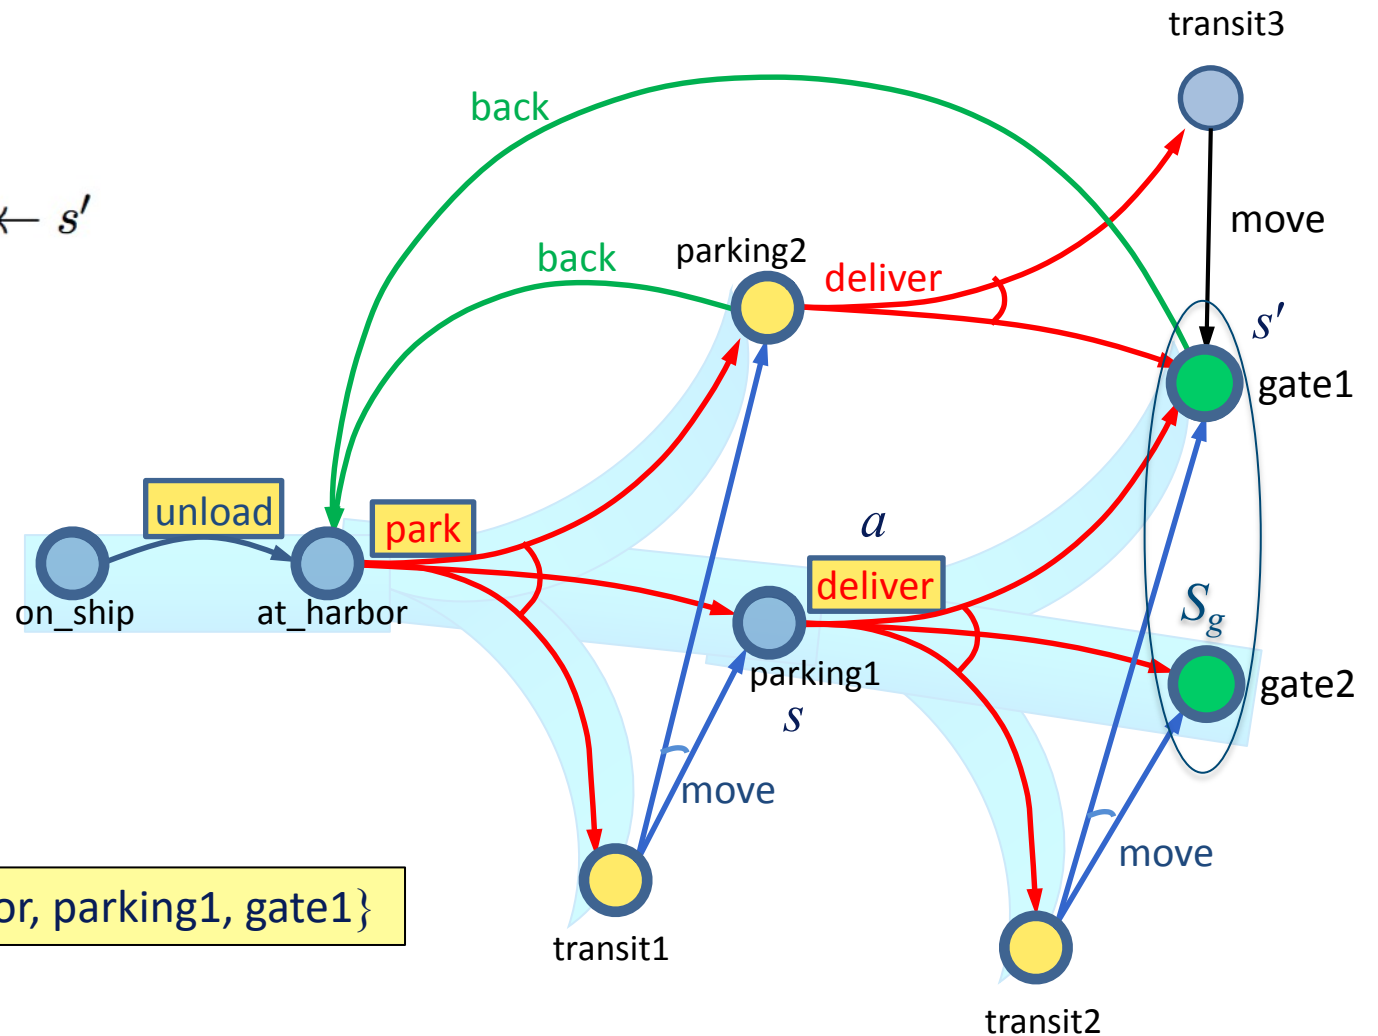 transit3
back
← s′
move
parking2
back
deliver
s′
gate1
unload
park
a
deliver
S_g
on_ship
at_harbor
parking1
gate2
s
move
move
or, parking1, gate1}
transit1
transit2